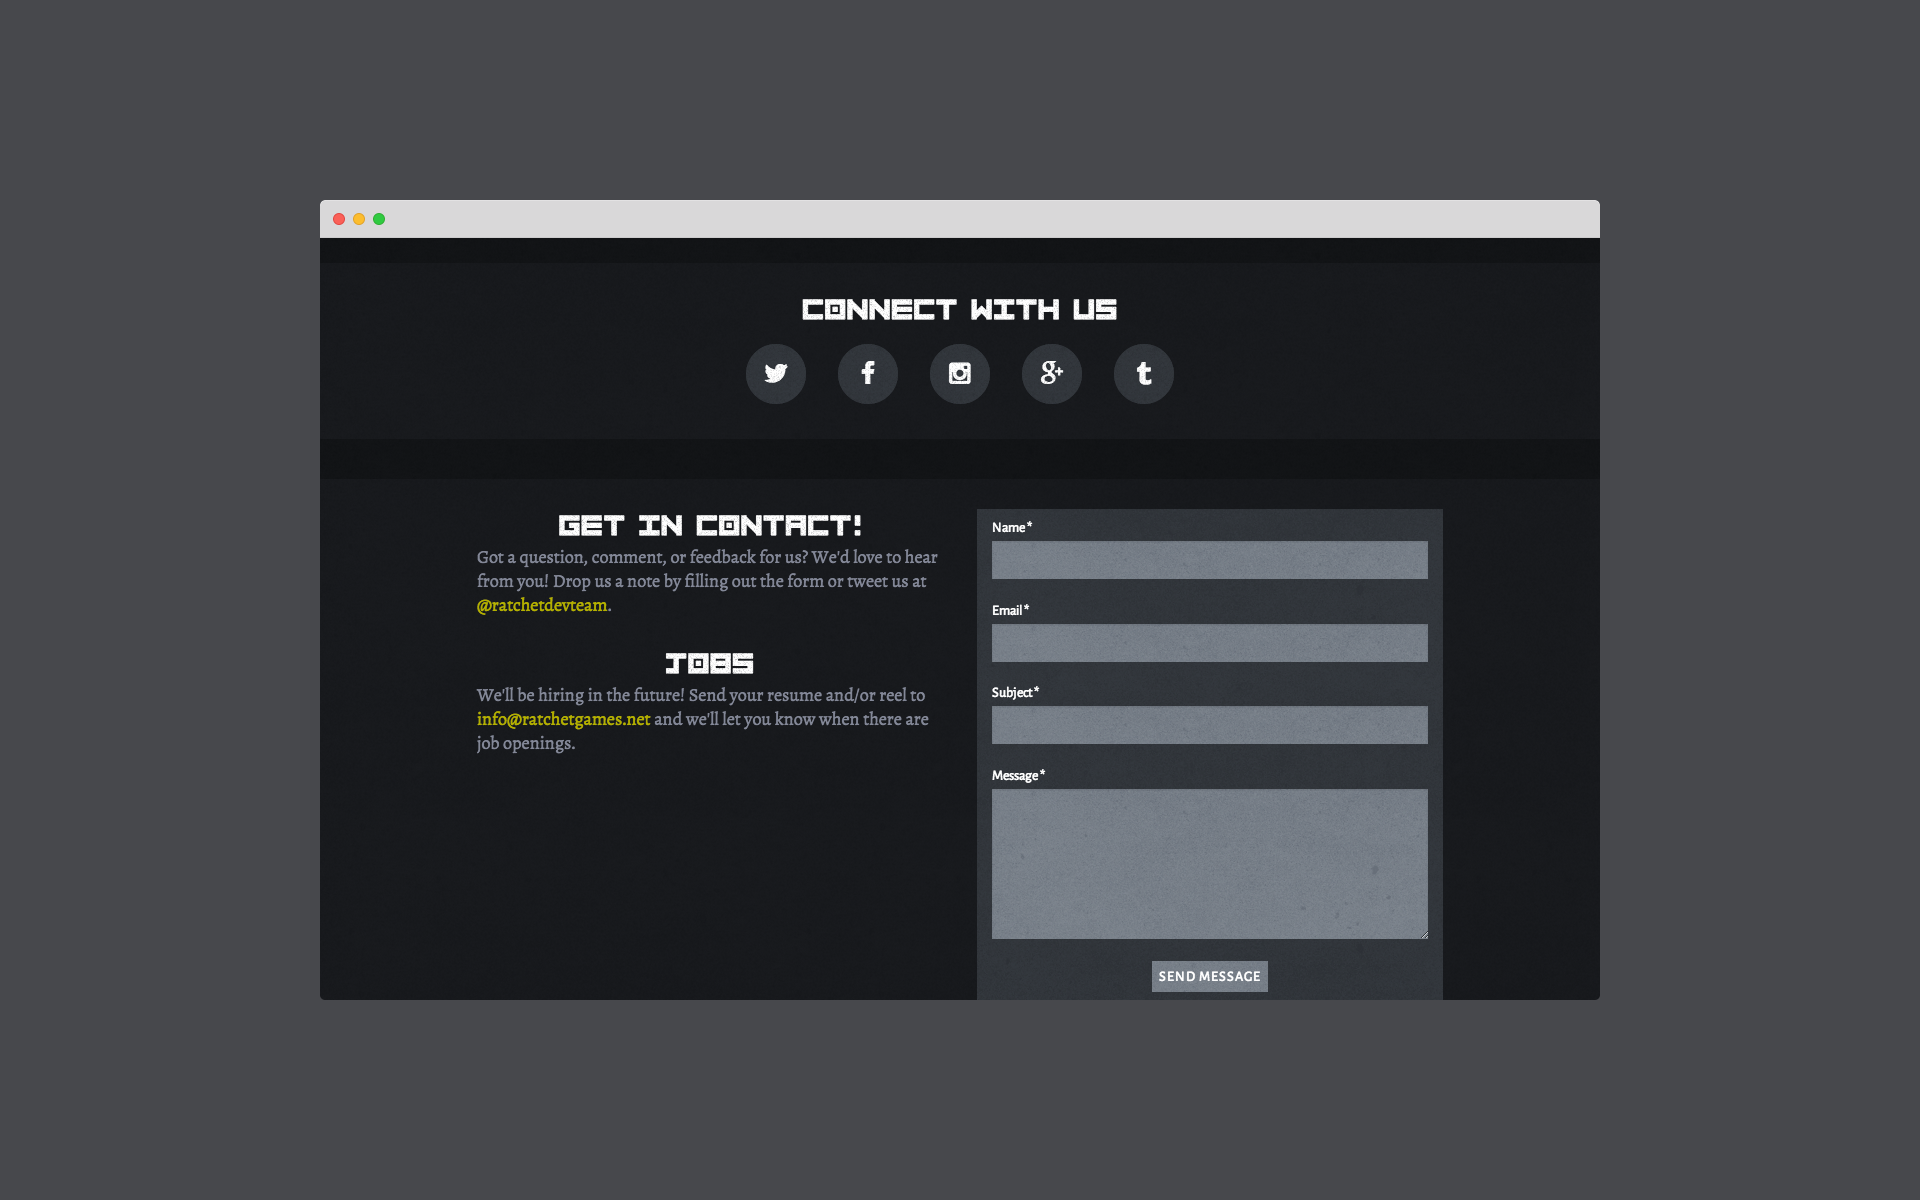 CONNECT WITH US
GET IN CONTACT!
Got a question, comment, or feedback for us? We'd love to hear
from you! Drop us a note by filling out the form or tweet us at
@ratchetdevteam.
JOBS
We'll be hiring in the future! Send your resume and/or reel to
info@ratchetgames.net and we'll let you know when there are
job openings.
Name*
Email*
Subject*
Message*
SEND MESSAGE